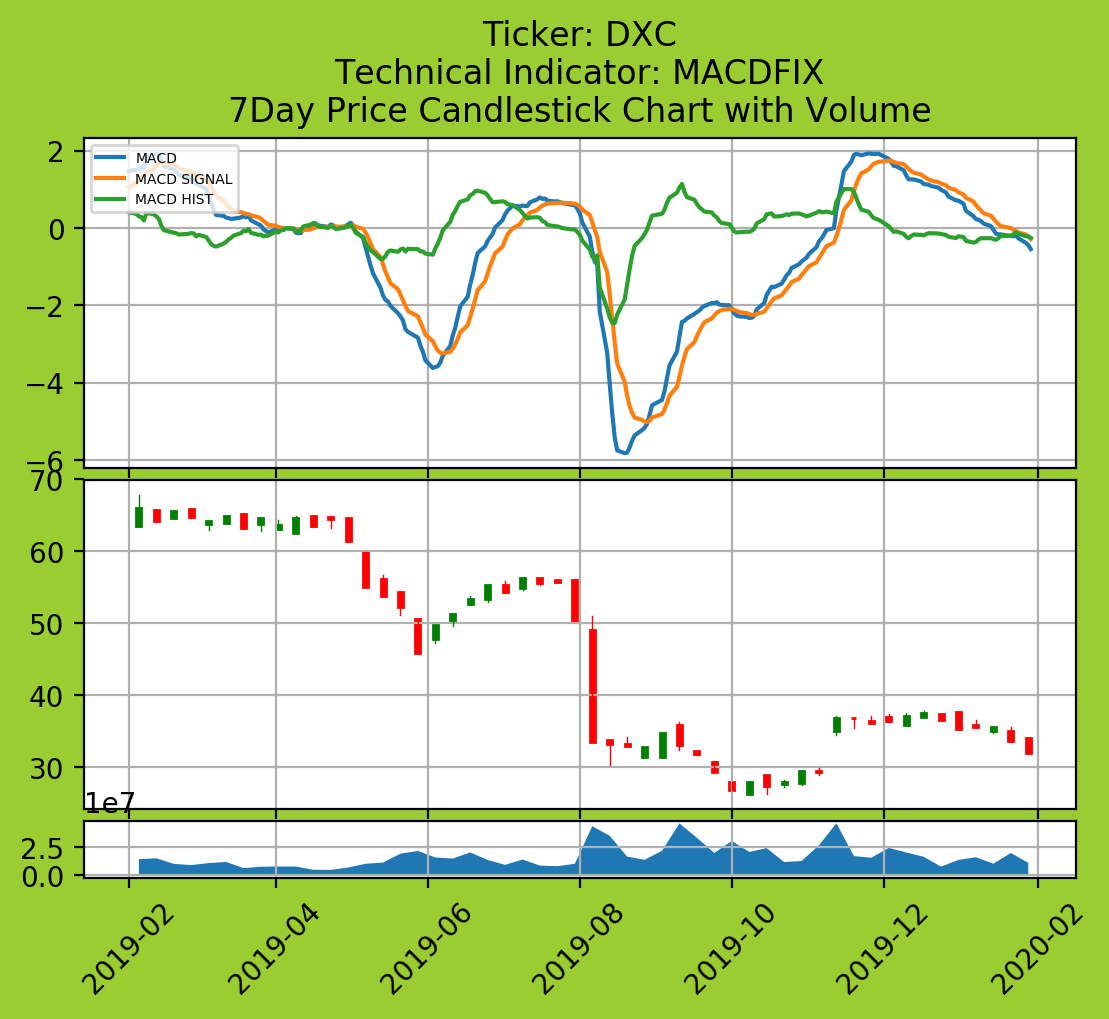 Ticker: DXC
Technical Indicator: MACDFIX
7Day Price Candlestick Chart with Volume
2
0
−2
−4
−6
MACD
MACD SIGNAL
MACD HIST
70
60
50
40
30
1e7
2.5
0.0
2019-02
2019-04
2019-06
2019-08
2019-10
2019-12
2020-02